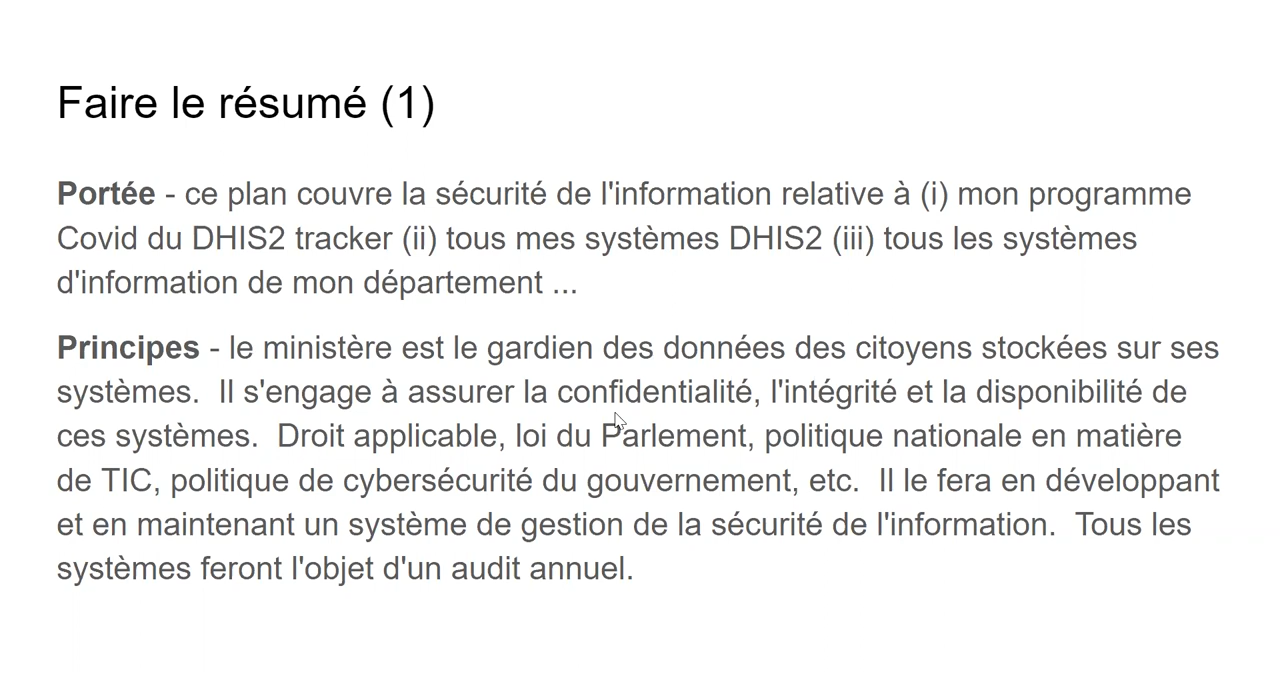 Faire le résumé (1)
Portée - ce plan couvre la sécurité de l'information relative à (i) mon programme
Covid du DHIS2 tracker (ii) tous mes systèmes DHIS2 (iii) tous les systèmes
d'information de mon département ...
Principes - le ministère est le gardien des données des citoyens stockées sur ses
systèmes.  Il s'engage à assurer la confidentialité, l'intégrité et la disponibilité de
ces systèmes.  Droit applicable, loi du Parlement, politique nationale en matière
de TIC, politique de cybersécurité du gouvernement, etc.  Il le fera en développant
et en maintenant un système de gestion de la sécurité de l'information.  Tous les
systèmes feront l'objet d'un audit annuel.